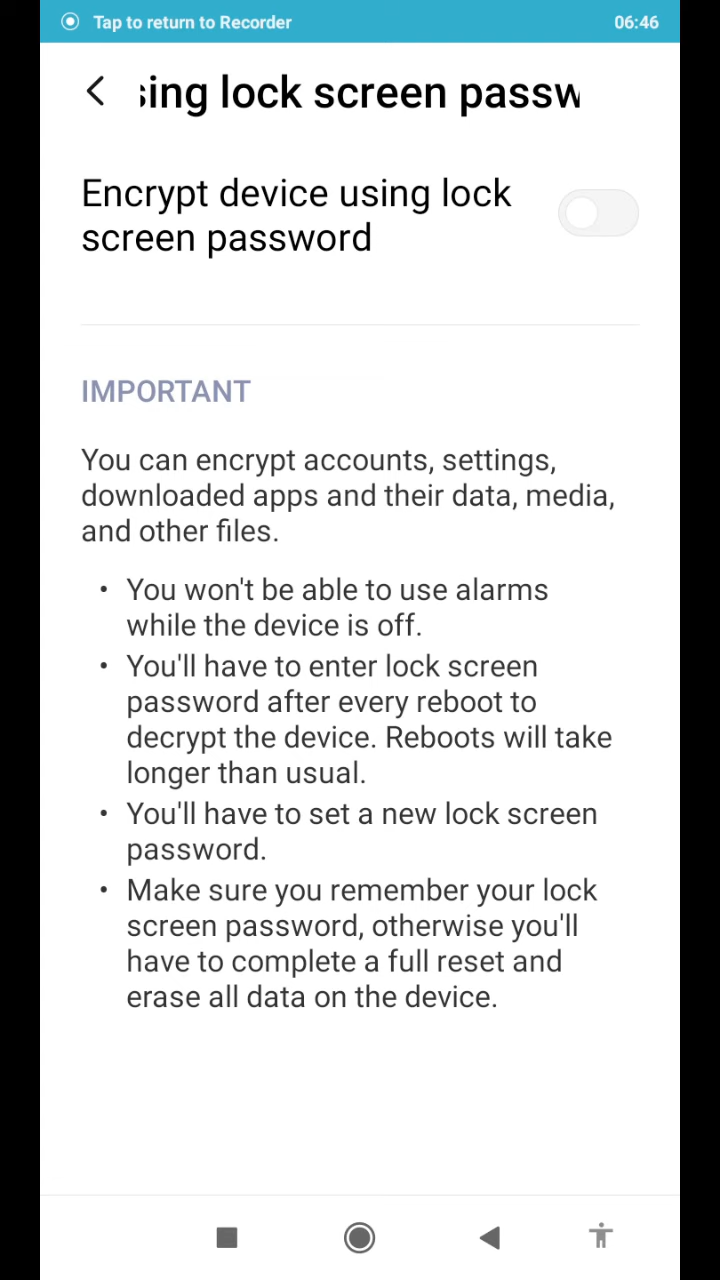 Tap to return to Recorder 06:46
sing lock screen passw
Encrypt device using lock
screen password
IMPORTANT
You can encrypt accounts, settings,
downloaded apps and their data, media,
and other files.
• You won't be able to use alarms
while the device is off.
• You'll have to enter lock screen
password after every reboot to
decrypt the device. Reboots will take
longer than usual.
• You'll have to set a new lock screen
password.
• Make sure you remember your lock
screen password, otherwise you'll
have to complete a full reset and
erase all data on the device.